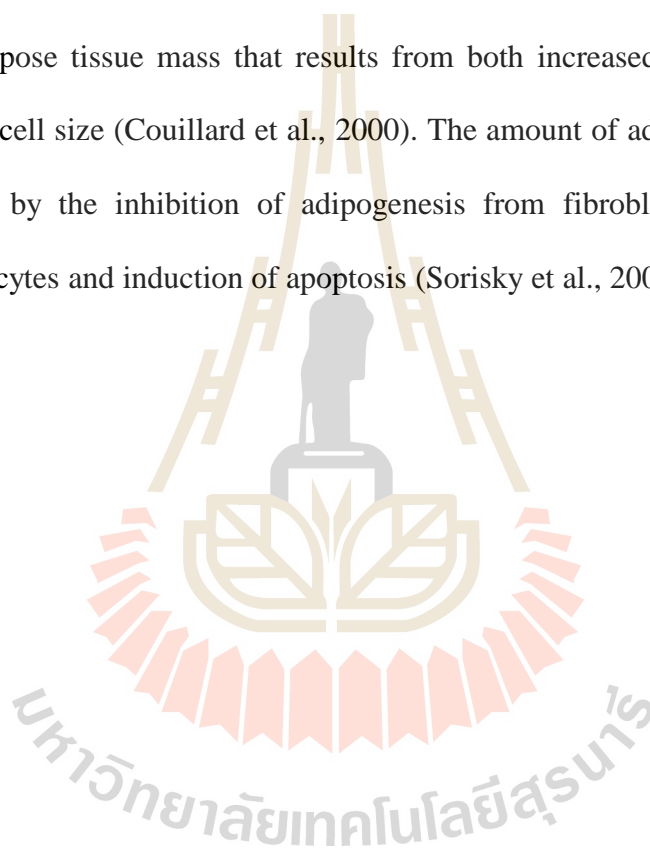 pose tissue mass that results from both increased
cell size (Couillard et al., 2000). The amount of ad
by the inhibition of adipogenesis from fibrobl
cytes and induction of apoptosis (Sorisky et al., 200
มหาวิทยาลัยเทคโนโลยีสุรนารี